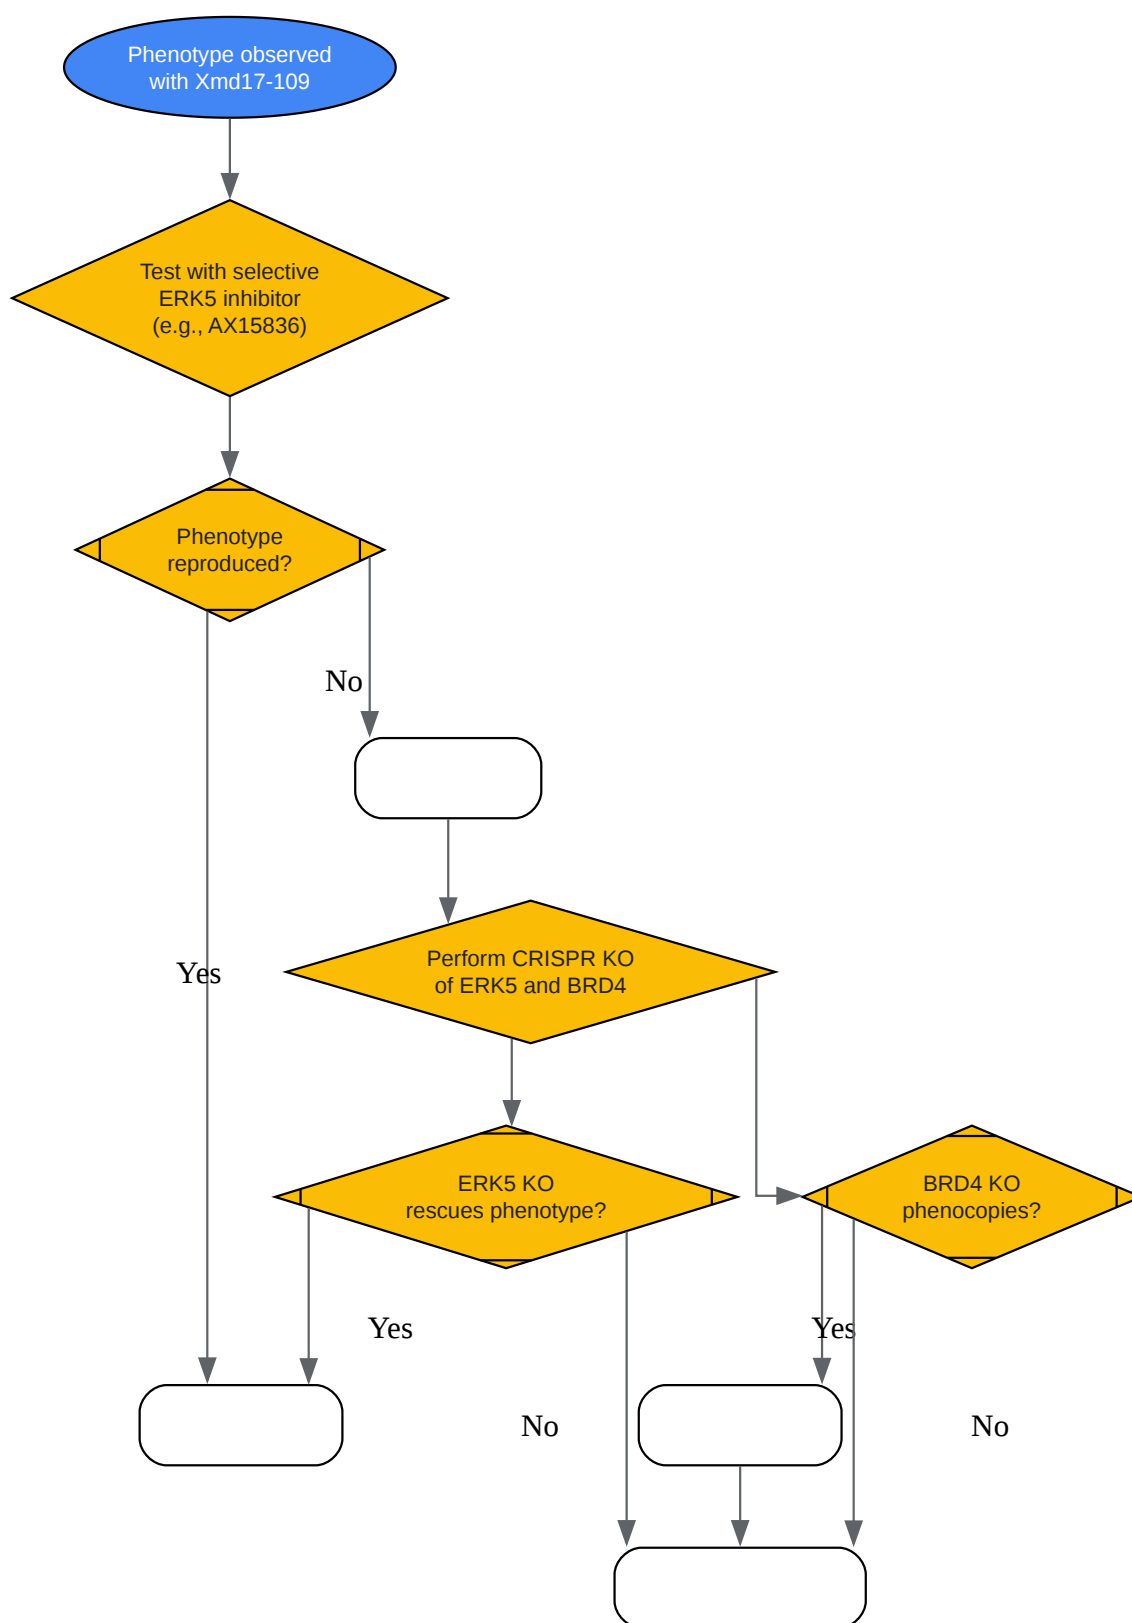 Phenotype observed
with Xmd17-109
Test with selective
ERK5 inhibitor
(e.g., AX15836)
Phenotype
reproduced?
No
Yes
Perform CRISPR KO
of ERK5 and BRD4
ERK5 KO
rescues phenotype?
BRD4 KO
phenocopies?
Yes
Yes
No
No